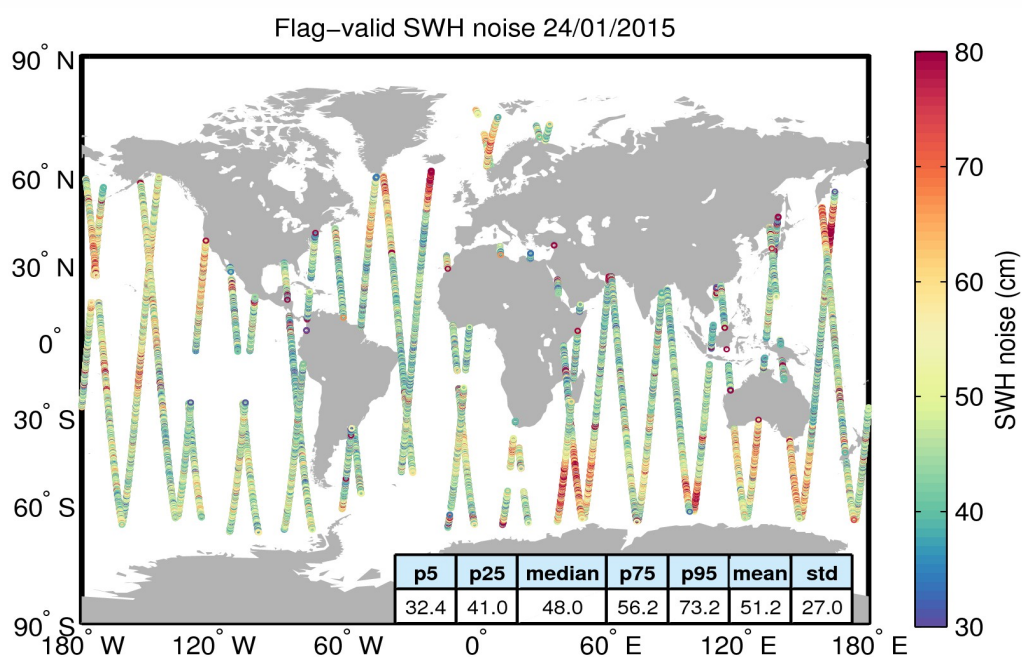 Flag−valid SWH noise 24/01/2015
90° N
60° N
30° N
0°
30° S
60° S
90° S
180° W
120° W
60° W
0°
60° E
120° E
180° E
80
70
60
50
40
30
SWH noise (cm)
p5 p25 median p75 p95 mean std
32.4 41.0 48.0 56.2 73.2 51.2 27.0